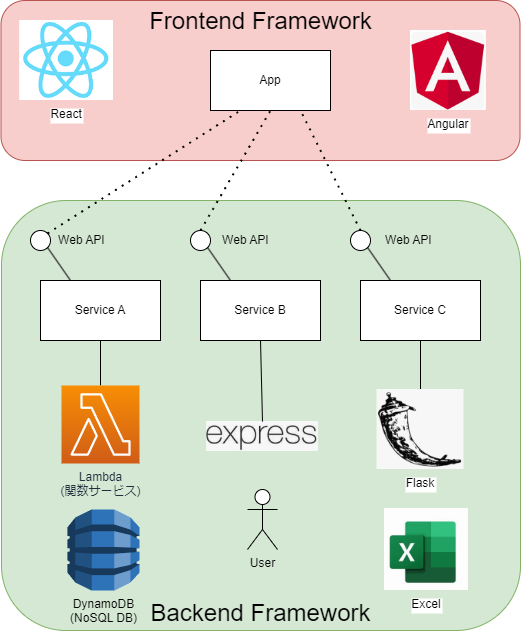 Frontend Framework
App
React
Angular
Web API
Web API
Web API
Service A
Service B
Service C
express
Lambda
(関数サービス)
Flask
User
X
DynamoDB
(NoSQL DB)
Excel
Backend Framework